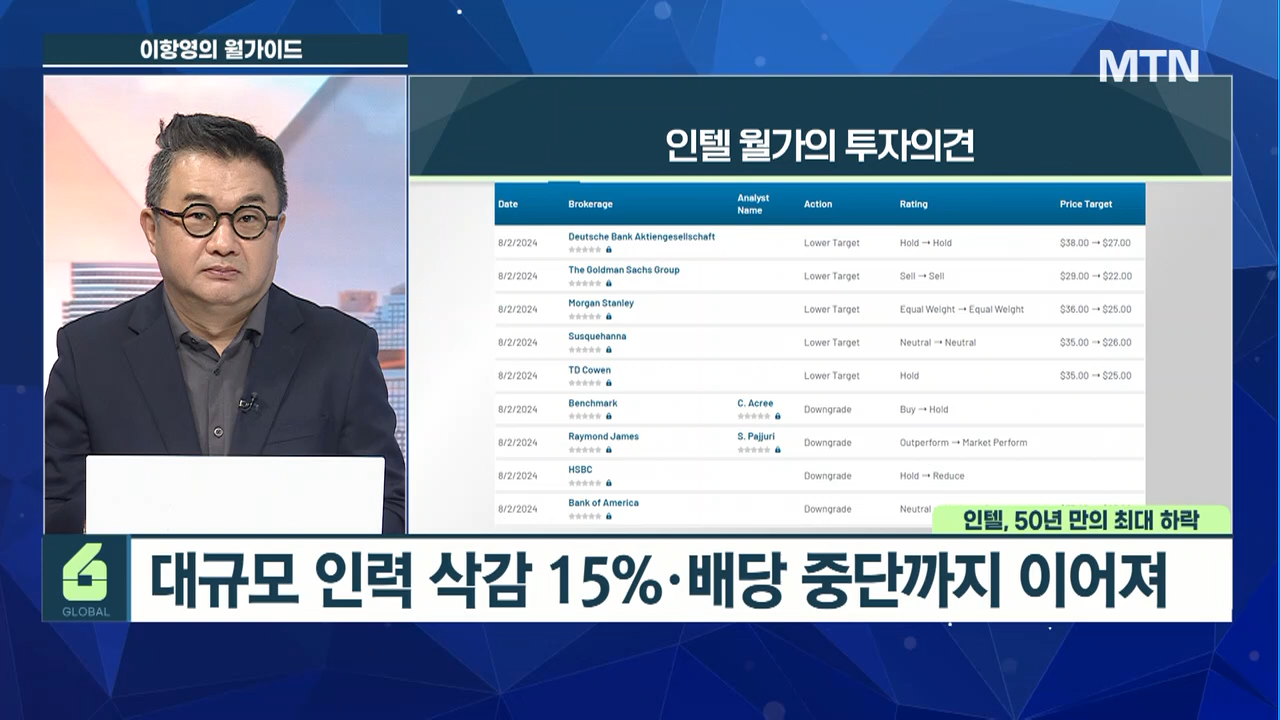 이항영의 월가이드
MTN
인텔 월가의 투자의견
Date Brokerage Analyst Name Action Rating Price Target
8/2/2024 Deutsche Bank Aktiengesellschaft Lower Target Hold → Hold $38.00 → $27.00
8/2/2024 The Goldman Sachs Group Lower Target Sell → Sell $29.00 → $22.00
8/2/2024 Morgan Stanley Lower Target Equal Weight → Equal Weight $36.00 → $25.00
8/2/2024 Susquehanna Lower Target Neutral → Neutral $35.00 → $26.00
8/2/2024 TD Cowen Lower Target Hold $35.00 → $25.00
8/2/2024 Benchmark C. Acree Downgrade Buy → Hold
8/2/2024 Raymond James S. Pajjuri Downgrade Outperform → Market Perform
8/2/2024 HSBC Downgrade Hold → Reduce
8/2/2024 Bank of America Downgrade Neutral
인텔, 50년 만의 최대 하락
6 GLOBAL
대규모 인력 삭감 15%·배당 중단까지 이어져